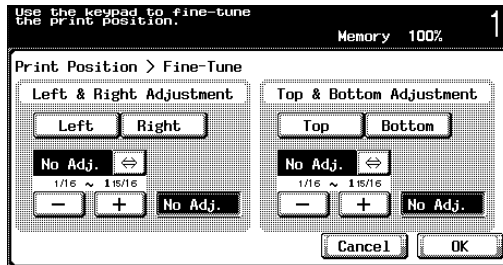 Use the keypad to fine-tune
the print position.
Memory 100% 1
Print Position > Fine-Tune
Left & Right Adjustment
Left Right
No Adj. ⇔
1/16 ~ 1 15/16
− + No Adj.
Top & Bottom Adjustment
Top Bottom
No Adj. ⇔
1/16 ~ 1 15/16
− + No Adj.
Cancel OK